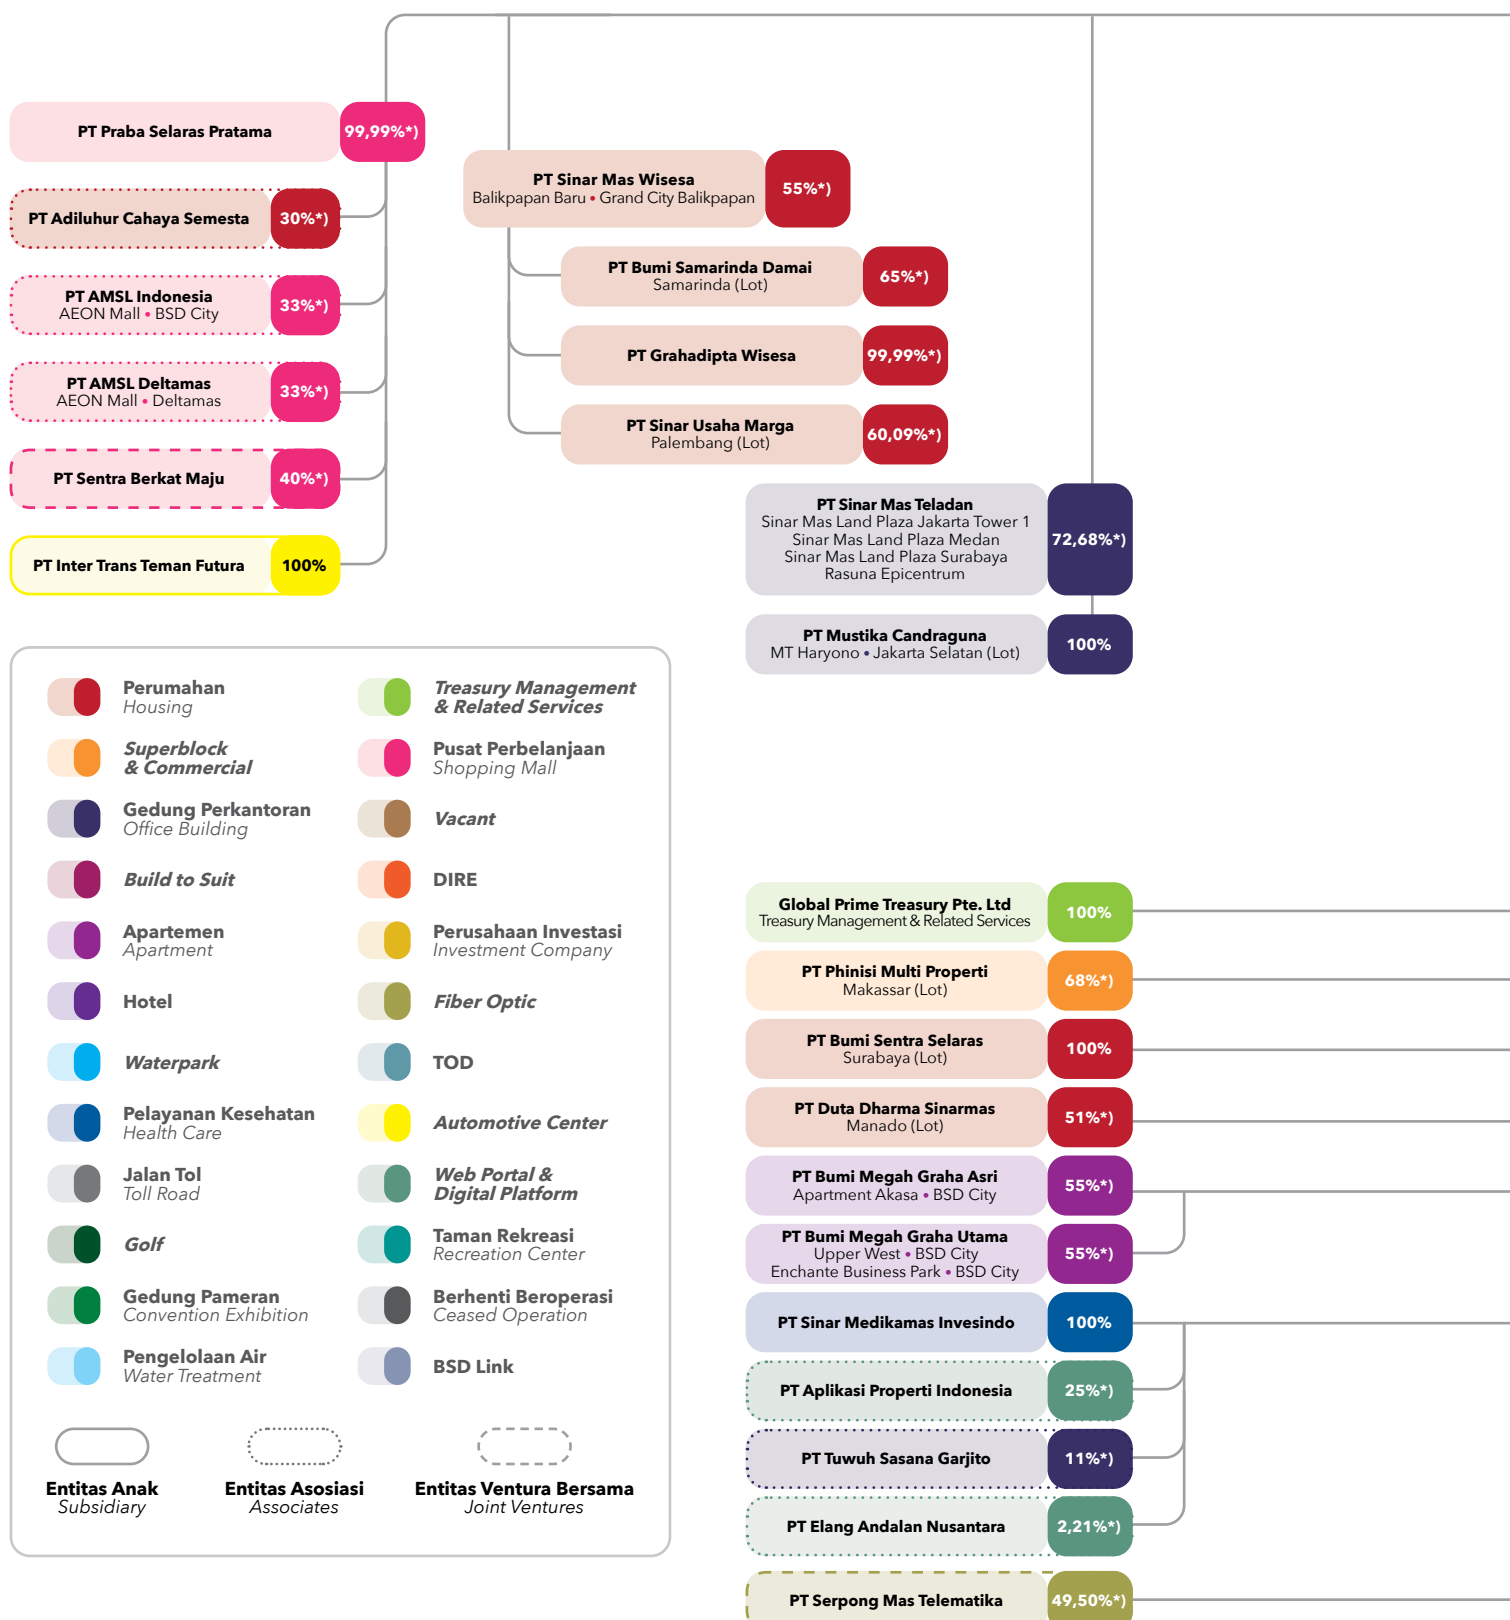 PT Praba Selaras Pratama
99,99%*)
PT Adiluhur Cahaya Semesta
30%*)
PT AMSL Indonesia
AEON Mall • BSD City
33%*)
PT AMSL Deltamas
AEON Mall • Deltamas
33%*)
PT Sentra Berkat Maju
40%*)
PT Inter Trans Teman Futura
100%
PT Sinar Mas Wisesa
Balikpapan Baru • Grand City Balikpapan
55%*)
PT Bumi Samarinda Damai
Samarinda (Lot)
65%*)
PT Grahadipta Wisesa
99,99%*)
PT Sinar Usaha Marga
Palembang (Lot)
60,09%*)
PT Sinar Mas Teladan
Sinar Mas Land Plaza Jakarta Tower 1
Sinar Mas Land Plaza Medan
Sinar Mas Land Plaza Surabaya
Rasuna Epicentrum
72,68%*)
PT Mustika Candraguna
MT Haryono • Jakarta Selatan (Lot)
100%
Perumahan
Housing
Superblock
& Commercial
Gedung Perkantoran
Office Building
Build to Suit
Apartemen
Apartment
Hotel
Waterpark
Pelayanan Kesehatan
Health Care
Jalan Tol
Toll Road
Golf
Gedung Pameran
Convention Exhibition
Pengelolaan Air
Water Treatment
Treasury Management
& Related Services
Pusat Perbelanjaan
Shopping Mall
Vacant
DIRE
Perusahaan Investasi
Investment Company
Fiber Optic
TOD
Automotive Center
Web Portal &
Digital Platform
Taman Rekreasi
Recreation Center
Berhenti Beroperasi
Ceased Operation
BSD Link
Entitas Anak
Subsidiary
Entitas Asosiasi
Associates
Entitas Ventura Bersama
Joint Ventures
Global Prime Treasury Pte. Ltd
Treasury Management & Related Services
100%
PT Phinisi Multi Properti
Makassar (Lot)
68%*)
PT Bumi Sentra Selaras
Surabaya (Lot)
100%
PT Duta Dharma Sinarmas
Manado (Lot)
51%*)
PT Bumi Megah Graha Asri
Apartment Akasa • BSD City
55%*)
PT Bumi Megah Graha Utama
Upper West • BSD City
Enchante Business Park • BSD City
55%*)
PT Sinar Medikamas Invesindo
100%
PT Aplikasi Properti Indonesia
25%*)
PT Tuwuh Sasana Garjito
11%*)
PT Elang Andalan Nusantara
2,21%*)
PT Serpong Mas Telematika
49,50%*)